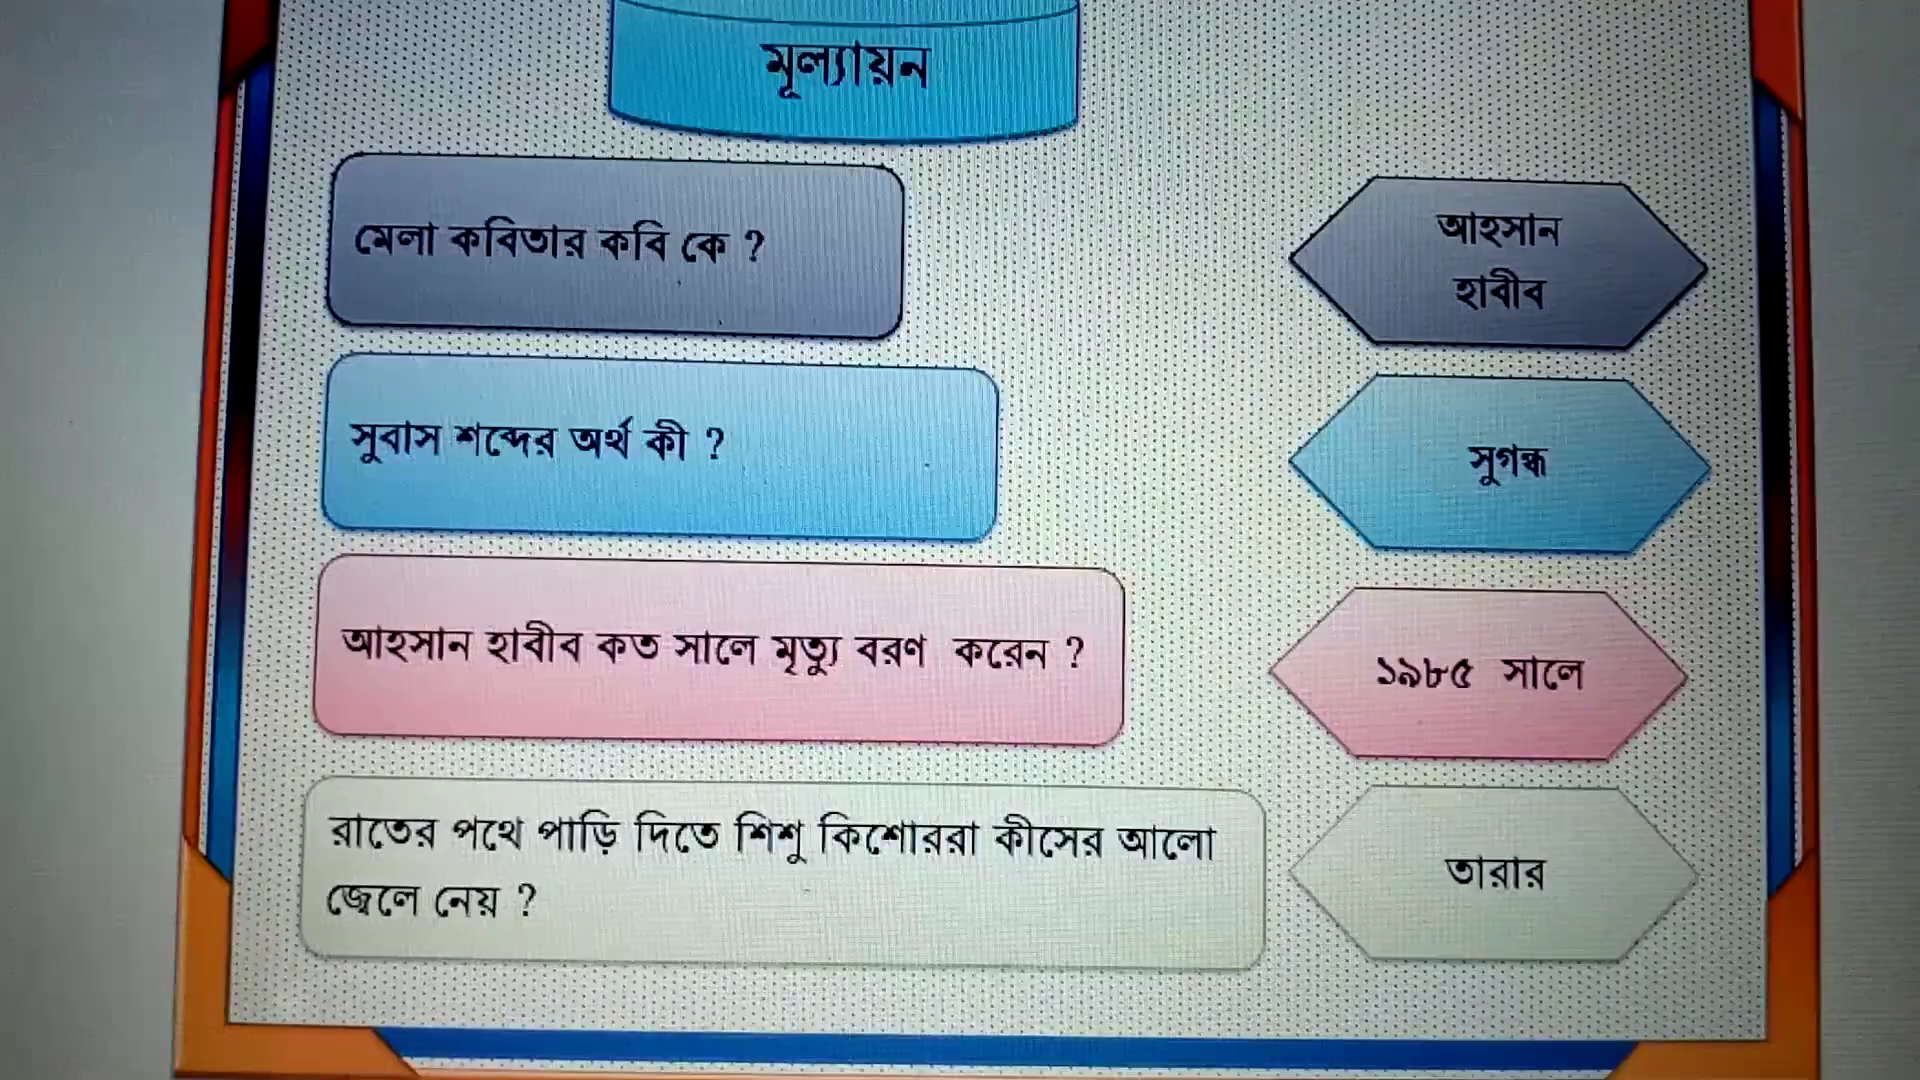 মূল্যায়ন
মেলা কবিতার কবি কে ?
আহসান
হাবীব
সুবাস শব্দের অর্থ কী ?
সুগন্ধ
আহসান হাবীব কত সালে মৃত্যু বরণ করেন ?
১৯৮৫ সালে
রাতের পথে পাড়ি দিতে শিশু কিশোররা কীসের আলো
জ্বেলে নেয় ?
তারার